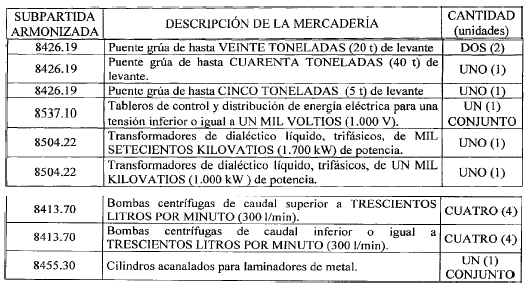 SUBPARTIDA
ARMONIZADA
DESCRIPCIÓN DE LA MERCADERÍA
CANTIDAD
(unidades)
8426.19
Puente grúa de hasta VEINTE TONELADAS (20 t) de levante
DOS (2)
8426.19
Puente grúa de hasta CUARENTA TONELADAS (40 t) de
levante.
UNO (1)
8426.19
Puente grúa de hasta CINCO TONELADAS (5 t) de levante
UNO (1)
8537.10
Tableros de control y distribución de energía eléctrica para una
tensión inferior o igual a UN MIL VOLTIOS (1.000 V).
UN (1)
CONJUNTO
8504.22
Transformadores de dialéctico líquido, trifásicos, de MIL
SETECIENTOS KILOVATIOS (1.700 kW) de potencia.
UNO (1)
8504.22
Transformadores de dialéctico líquido, trifásicos, de UN MIL
KILOVATIOS (1.000 kW ) de potencia.
UNO (1)
8413.70
Bombas centrífugas de caudal superior a TRESCIENTOS
LITROS POR MINUTO (300 l/min).
CUATRO (4)
8413.70
Bombas centrífugas de caudal inferior o igual a
TRESCIENTOS LITROS POR MINUTO (300 l/min).
CUATRO (4)
8455.30
Cilindros acanalados para laminadores de metal.
UN (1)
CONJUNTO